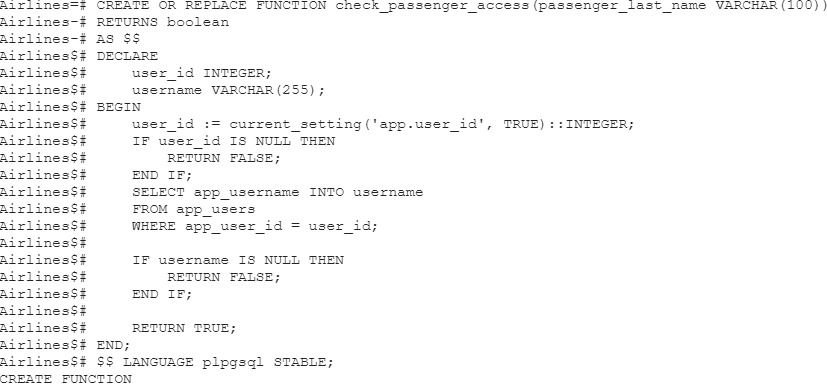 Airlines=# CREATE OR REPLACE FUNCTION check_passenger_access(passenger_last_name VARCHAR(100))
Airlines-# RETURNS boolean
Airlines-# AS $$
Airlines$# DECLARE
Airlines$#     user_id INTEGER;
Airlines$#     username VARCHAR(255);
Airlines$# BEGIN
Airlines$#     user_id := current_setting('app.user_id', TRUE)::INTEGER;
Airlines$#     IF user_id IS NULL THEN
Airlines$#         RETURN FALSE;
Airlines$#     END IF;
Airlines$#     SELECT app_username INTO username
Airlines$#     FROM app_users
Airlines$#     WHERE app_user_id = user_id;
Airlines$#
Airlines$#     IF username IS NULL THEN
Airlines$#         RETURN FALSE;
Airlines$#     END IF;
Airlines$#
Airlines$#     RETURN TRUE;
Airlines$# END;
Airlines$# $$ LANGUAGE plpgsql STABLE;
CREATE FUNCTION